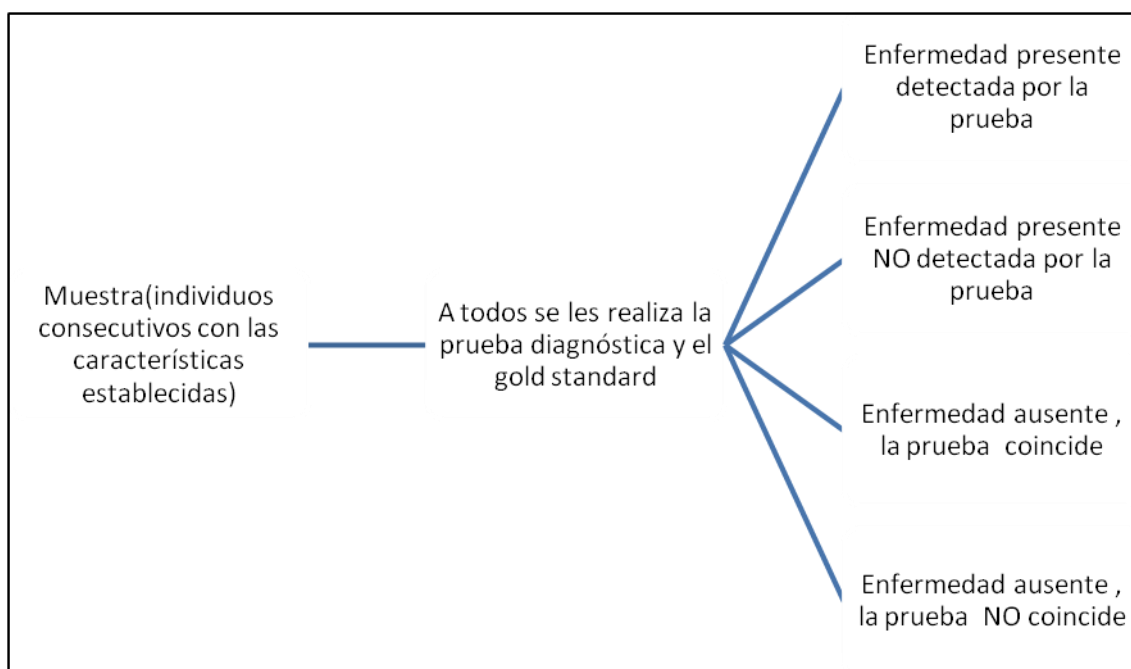 Muestra(individuos
consecutivos con las
características
establecidas)
A todos se les realiza la
prueba diagnóstica y el
gold standard
Enfermedad presente
detectada por la
prueba
Enfermedad presente
NO detectada por la
prueba
Enfermedad ausente ,
la prueba coincide
Enfermedad ausente ,
la prueba NO coincide